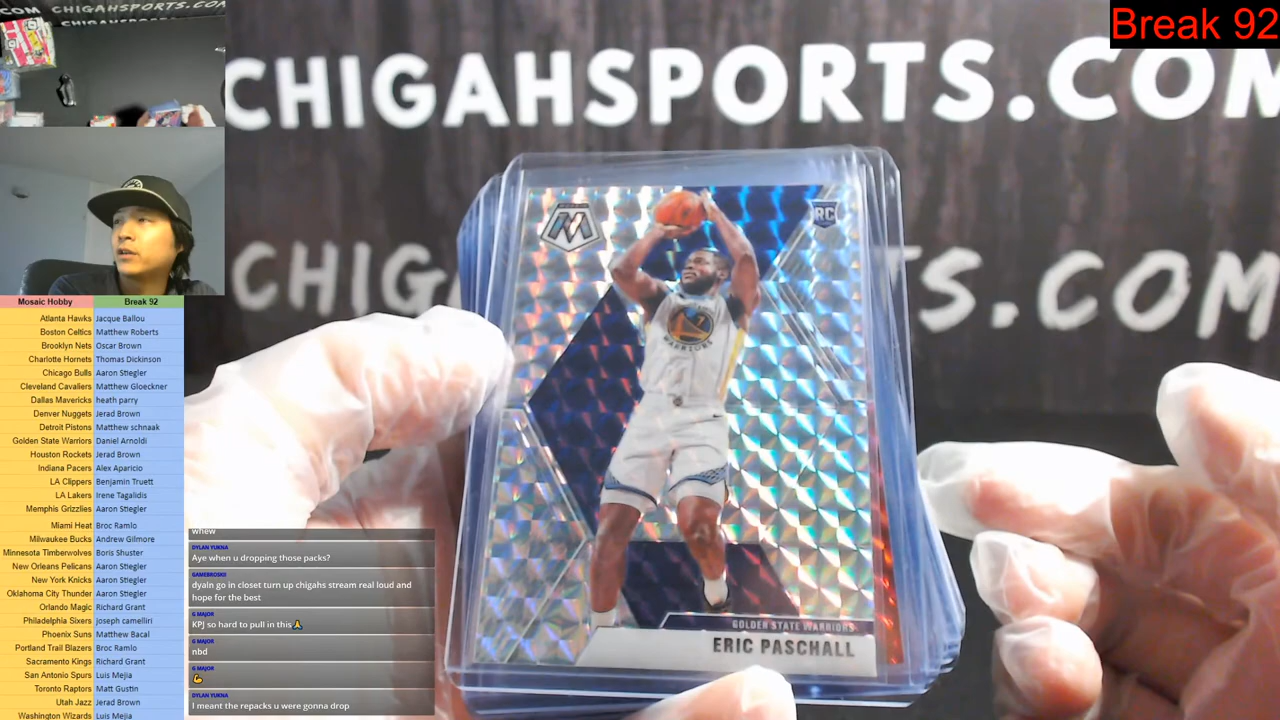 .COM CHIGAHSPORTS.COM
Break 92
CHIGAHSPORTS.COM
CHIGAHSPORTS.COM
M
RC
WARRIORS
GOLDEN STATE WARRIORS
ERIC PASCHALL
Mosaic Hobby Break 92
Atlanta Hawks Jacque Ballou
Boston Celtics Matthew Roberts
Brooklyn Nets Oscar Brown
Charlotte Hornets Thomas Dickinson
Chicago Bulls Aaron Stiegler
Cleveland Cavaliers Matthew Gloeckner
Dallas Mavericks heath parry
Denver Nuggets Jerad Brown
Detroit Pistons Matthew schnaak
Golden State Warriors Daniel Arnoldi
Houston Rockets Jerad Brown
Indiana Pacers Alex Aparicio
LA Clippers Benjamin Truett
LA Lakers Irene Tagalidis
Memphis Grizzlies Aaron Stiegler
Miami Heat Broc Ramlo
Milwaukee Bucks Andrew Gilmore
Minnesota Timberwolves Boris Shuster
New Orleans Pelicans Aaron Stiegler
New York Knicks Aaron Stiegler
Oklahoma City Thunder Aaron Stiegler
Orlando Magic Richard Grant
Philadelphia Sixers joseph camelliri
Phoenix Suns Matthew Bacal
Portland Trail Blazers Broc Ramlo
Sacramento Kings Richard Grant
San Antonio Spurs Luis Mejia
Toronto Raptors Matt Gustin
Utah Jazz Jerad Brown
Washington Wizards Luis Mejia
whew
DYLAN YUKNA
Aye when u dropping those packs?
GAMEBROSKI
dyaln go in closet turn up chigahs stream real loud and
hope for the best
G MAJOR
KPJ so hard to pull in this🙏
G MAJOR
nbd
G MAJOR
💪
DYLAN YUKNA
I meant the repacks u were gonna drop